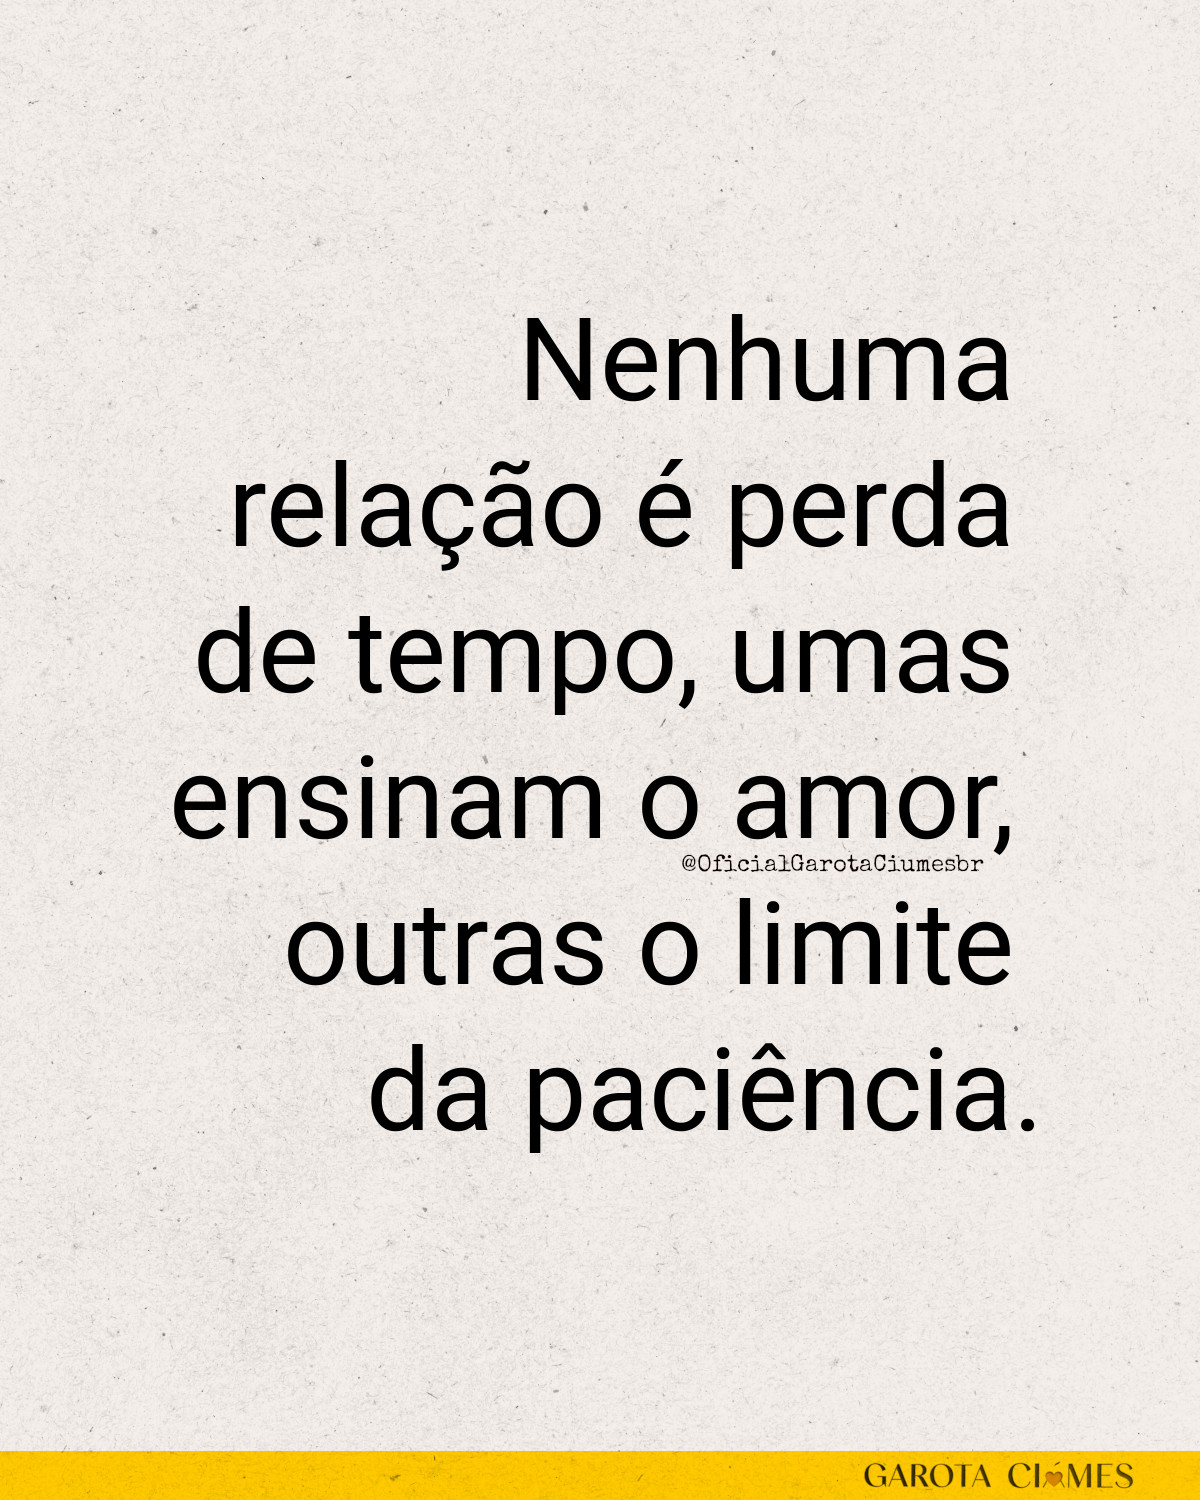 Nenhuma
relação é perda
de tempo, umas
ensinam o amor,
@OficialGarotaCiumesbr
outras o limite
da paciência.
GAROTA CIÚMES